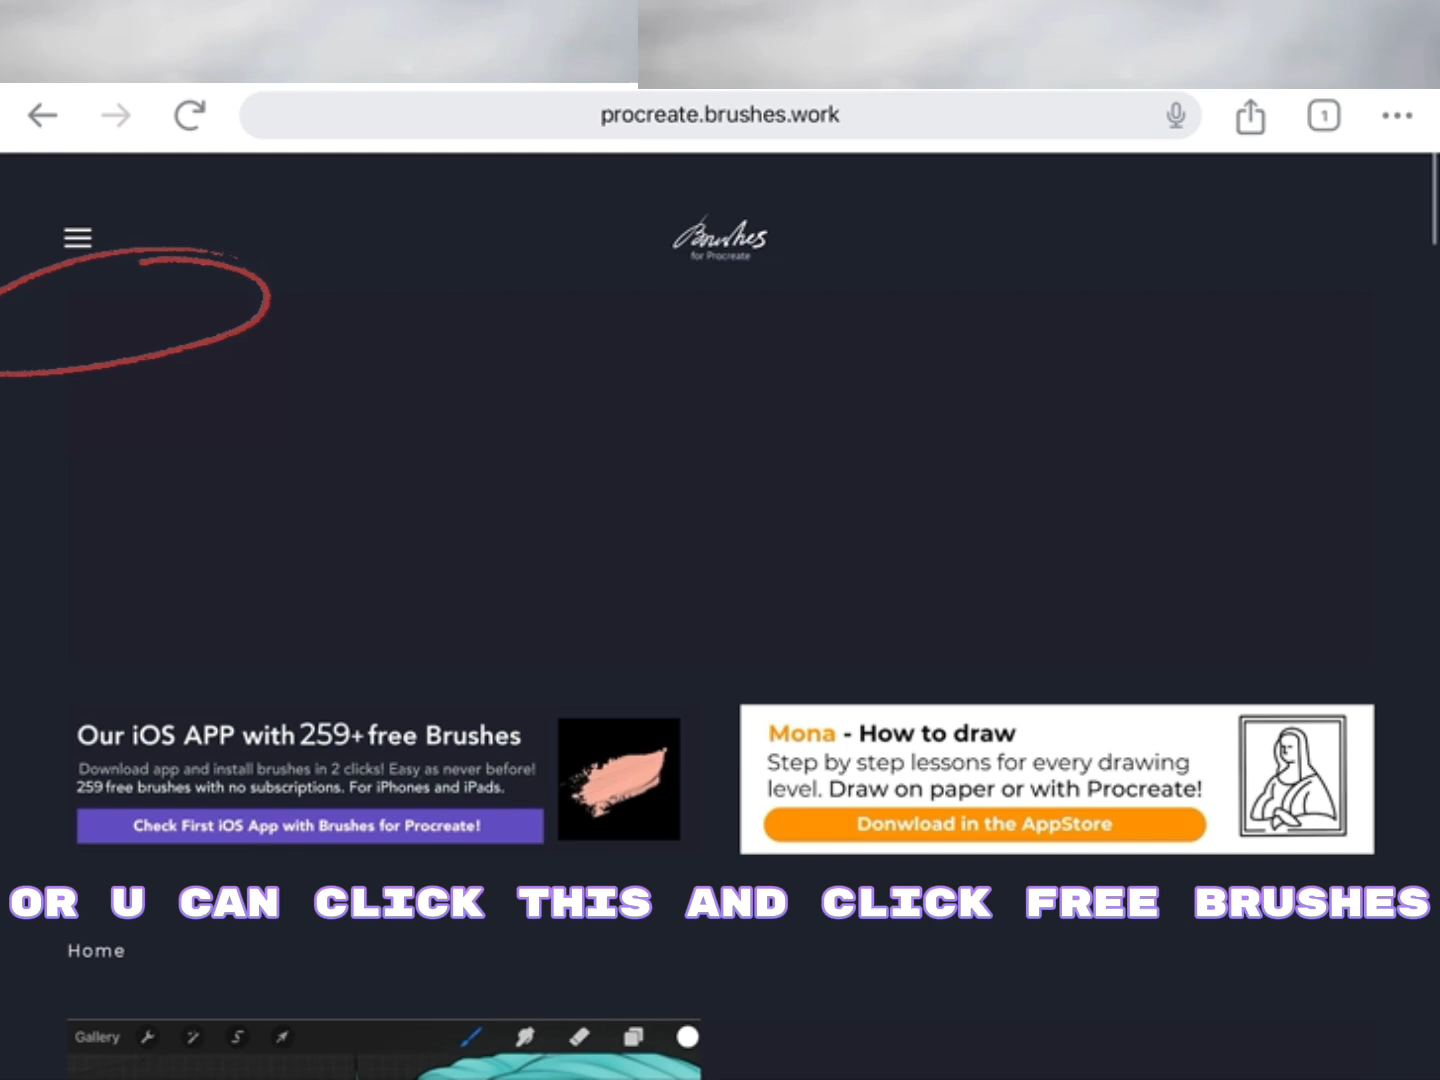 procreate.brushes.work
1
Brushes
for Procreate
Our iOS APP with 259+ free Brushes
Download app and install brushes in 2 clicks! Easy as never before!
259 free brushes with no subscriptions. For iPhones and iPads.
Check First iOS App with Brushes for Procreate!
Mona - How to draw
Step by step lessons for every drawing
level. Draw on paper or with Procreate!
Donwload in the AppStore
OR U CAN CLICK THIS AND CLICK FREE BRUSHES
Home
Gallery